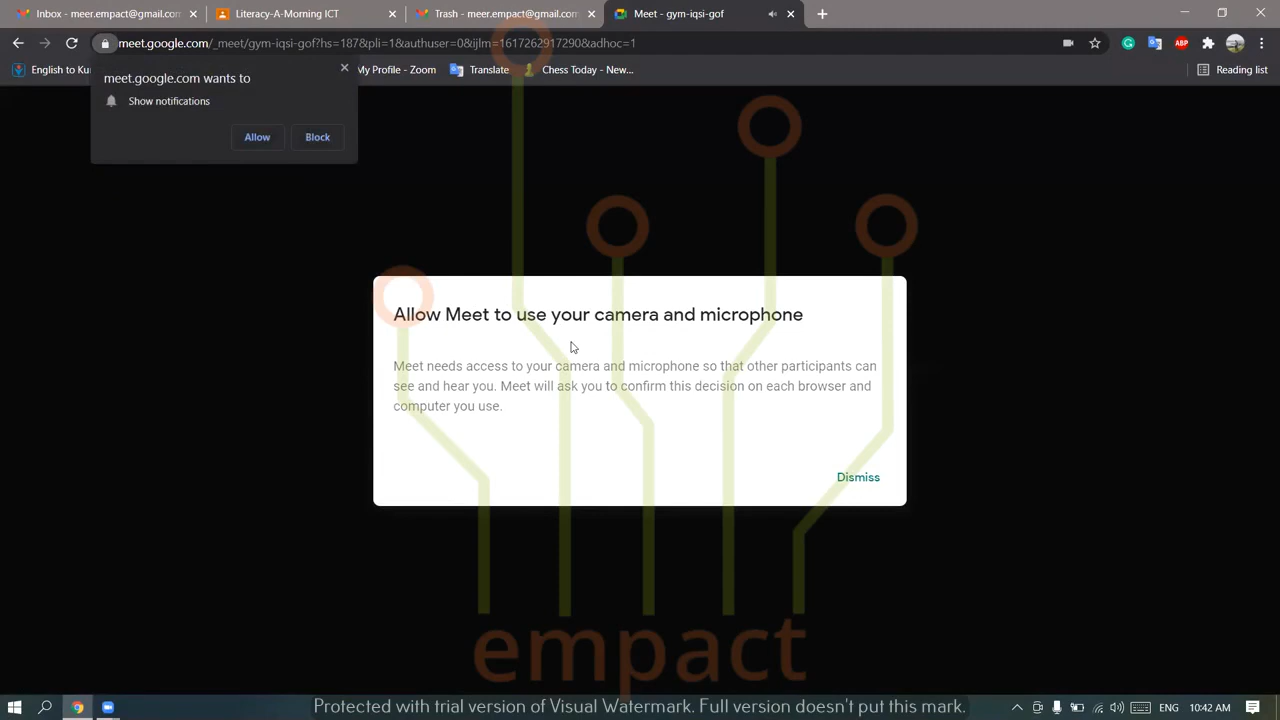 Inbox - meer.empact@gmail.com
Literacy-A-Morning ICT
Trash - meer.empact@gmail.com
Meet - gym-iqsi-gof
meet.google.com/_meet/gym-iqsi-gof?hs=187&pli=1&authuser=0&ijlm=1617262917290&adhoc=1
ABP
English to Ku
My Profile - Zoom
Translate
Chess Today - New...
Reading list
meet.google.com wants to
Show notifications
Allow
Block
Allow Meet to use your camera and microphone
Meet needs access to your camera and microphone so that other participants can
see and hear you. Meet will ask you to confirm this decision on each browser and
computer you use.
Dismiss
empact
Protected with trial version of Visual Watermark. Full version doesn't put this mark.
ENG
10:42 AM